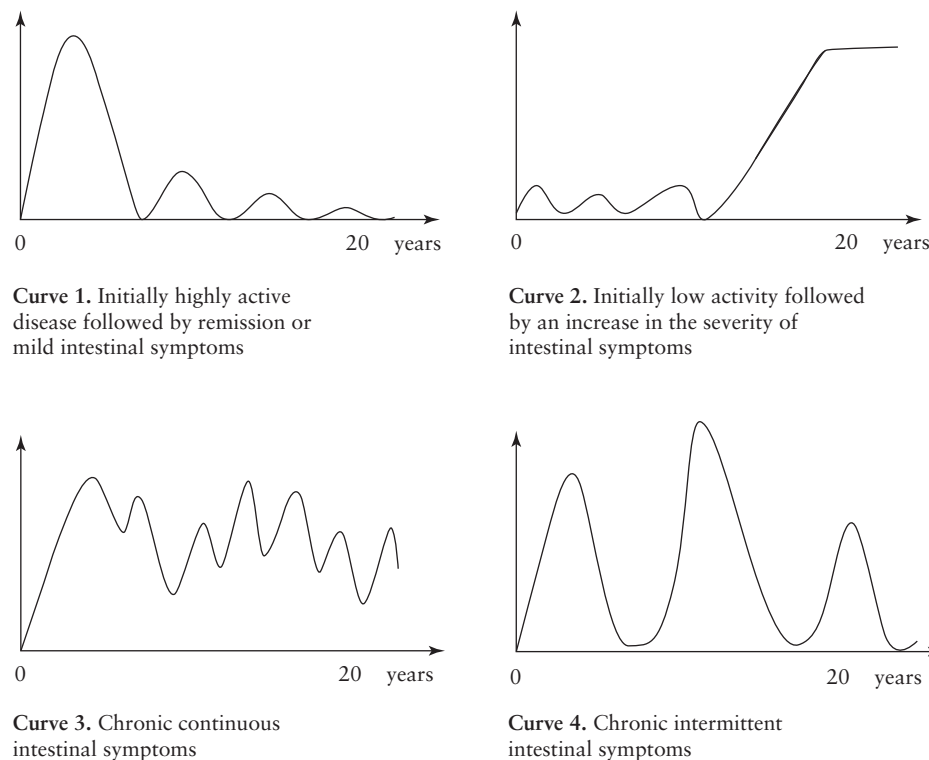 0 20 years
Curve 1. Initially highly active
disease followed by remission or
mild intestinal symptoms
0 20 years
Curve 2. Initially low activity followed
by an increase in the severity of
intestinal symptoms
0 20 years
Curve 3. Chronic continuous
intestinal symptoms
0 20 years
Curve 4. Chronic intermittent
intestinal symptoms